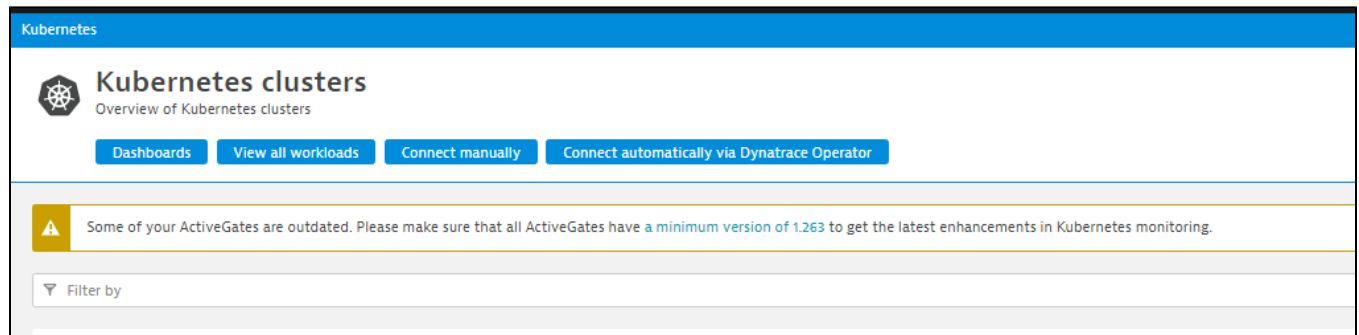 Kubernetes
Kubernetes clusters
Overview of Kubernetes clusters
Dashboards View all workloads Connect manually Connect automatically via Dynatrace Operator
Some of your ActiveGates are outdated. Please make sure that all ActiveGates have a minimum version of 1.263 to get the latest enhancements in Kubernetes monitoring.
Filter by